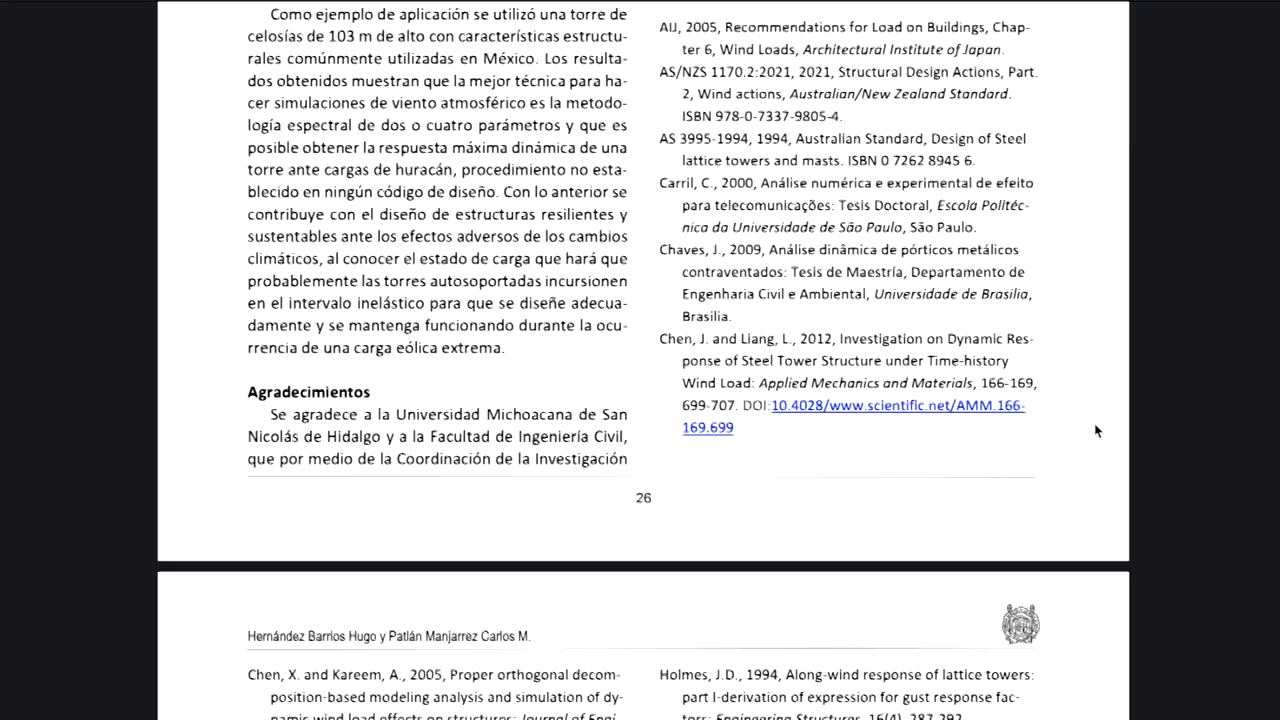 Como ejemplo de aplicación se utilizó una torre de
celosías de 103 m de alto con características estructu-
rales comúnmente utilizadas en México. Los resulta-
dos obtenidos muestran que la mejor técnica para ha-
cer simulaciones de viento atmosférico es la metodo-
logía espectral de dos o cuatro parámetros y que es
posible obtener la respuesta máxima dinámica de una
torre ante cargas de huracán, procedimiento no esta-
blecido en ningún código de diseño. Con lo anterior se
contribuye con el diseño de estructuras resilientes y
sustentables ante los efectos adversos de los cambios
climáticos, al conocer el estado de carga que hará que
probablemente las torres autosoportadas incursionen
en el intervalo inelástico para que se diseñe adecua-
damente y se mantenga funcionando durante la ocu-
rrencia de una carga eólica extrema.
Agradecimientos
Se agradece a la Universidad Michoacana de San
Nicolás de Hidalgo y a la Facultad de Ingeniería Civil,
que por medio de la Coordinación de la Investigación
AIJ, 2005, Recommendations for Load on Buildings, Chap-
ter 6, Wind Loads, Architectural Institute of Japan.
AS/NZS 1170.2:2021, 2021, Structural Design Actions, Part.
2, Wind actions, Australian/New Zealand Standard.
ISBN 978-0-7337-9805-4.
AS 3995-1994, 1994, Australian Standard, Design of Steel
lattice towers and masts. ISBN 0 7262 8945 6.
Carril, C., 2000, Análise numérica e experimental de efeito
para telecomunicações: Tesis Doctoral, Escola Politéc-
nica da Universidade de São Paulo, São Paulo.
Chaves, J., 2009, Análise dinâmica de pórticos metálicos
contraventados: Tesis de Maestría, Departamento de
Engenharia Civil e Ambiental, Universidade de Brasilia,
Brasilia.
Chen, J. and Liang, L., 2012, Investigation on Dynamic Res-
ponse of Steel Tower Structure under Time-history
Wind Load: Applied Mechanics and Materials, 166-169,
699-707. DOI:10.4028/www.scientific.net/AMM.166-
169.699
26
Hernández Barrios Hugo y Patlán Manjarrez Carlos M.
Chen, X. and Kareem, A., 2005, Proper orthogonal decom-
position-based modeling analysis and simulation of dy-
namic wind load effects on structures: Journal of Engi-
Holmes, J.D., 1994, Along-wind response of lattice towers:
part I-derivation of expression for gust response fac-
tors: Engineering Structures, 16(4), 287-292.